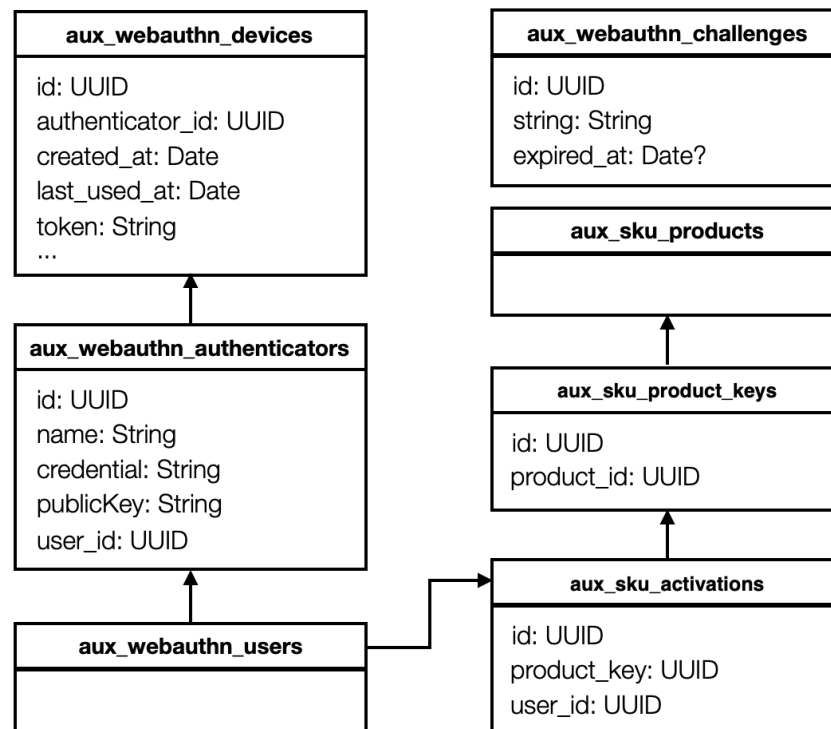 aux_webauthn_devices
id: UUID
authenticator_id: UUID
created_at: Date
last_used_at: Date
token: String
...
aux_webauthn_authenticators
id: UUID
name: String
credential: String
publicKey: String
user_id: UUID
aux_webauthn_users
aux_webauthn_challenges
id: UUID
string: String
expired_at: Date?
aux_sku_products
aux_sku_product_keys
id: UUID
product_id: UUID
aux_sku_activations
id: UUID
product_key: UUID
user_id: UUID